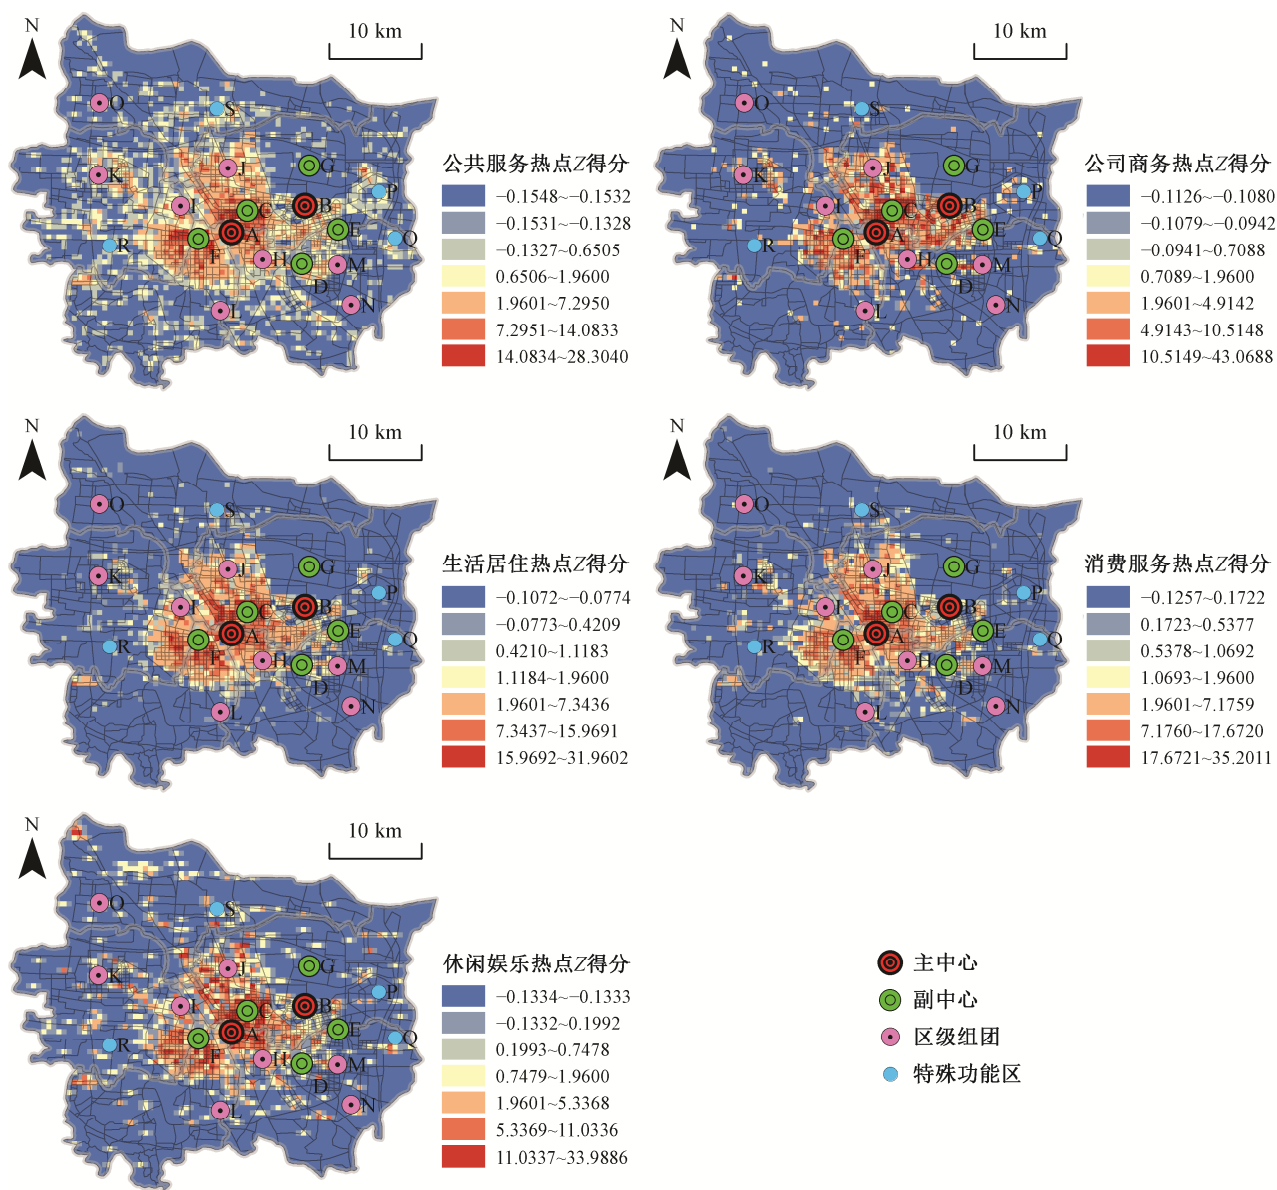 N
10 km
O
S
K
J
G
I
C
B
P
A
F
E
Q
R
H
D
M
L
N
公共服务热点Z得分
−0.1548~−0.1532
−0.1531~−0.1328
−0.1327~0.6505
0.6506~1.9600
1.9601~7.2950
7.2951~14.0833
14.0834~28.3040
N
10 km
O
S
K
J
G
I
C
B
P
A
F
E
Q
R
H
D
M
L
N
公司商务热点Z得分
−0.1126~−0.1080
−0.1079~−0.0942
−0.0941~0.7088
0.7089~1.9600
1.9601~4.9142
4.9143~10.5148
10.5149~43.0688
N
10 km
O
S
K
J
G
I
C
B
P
A
F
E
Q
R
H
D
M
L
N
生活居住热点Z得分
−0.1072~−0.0774
−0.0773~0.4209
0.4210~1.1183
1.1184~1.9600
1.9601~7.3436
7.3437~15.9691
15.9692~31.9602
N
10 km
O
S
K
J
G
I
C
B
P
A
F
E
Q
R
H
D
M
L
N
消费服务热点Z得分
−0.1257~0.1722
0.1723~0.5377
0.5378~1.0692
1.0693~1.9600
1.9601~7.1759
7.1760~17.6720
17.6721~35.2011
N
10 km
O
S
K
J
G
I
C
B
P
A
F
E
Q
R
H
D
M
L
N
休闲娱乐热点Z得分
−0.1334~−0.1333
−0.1332~0.1992
0.1993~0.7478
0.7479~1.9600
1.9601~5.3368
5.3369~11.0336
11.0337~33.9886
主中心
副中心
区级组团
特殊功能区